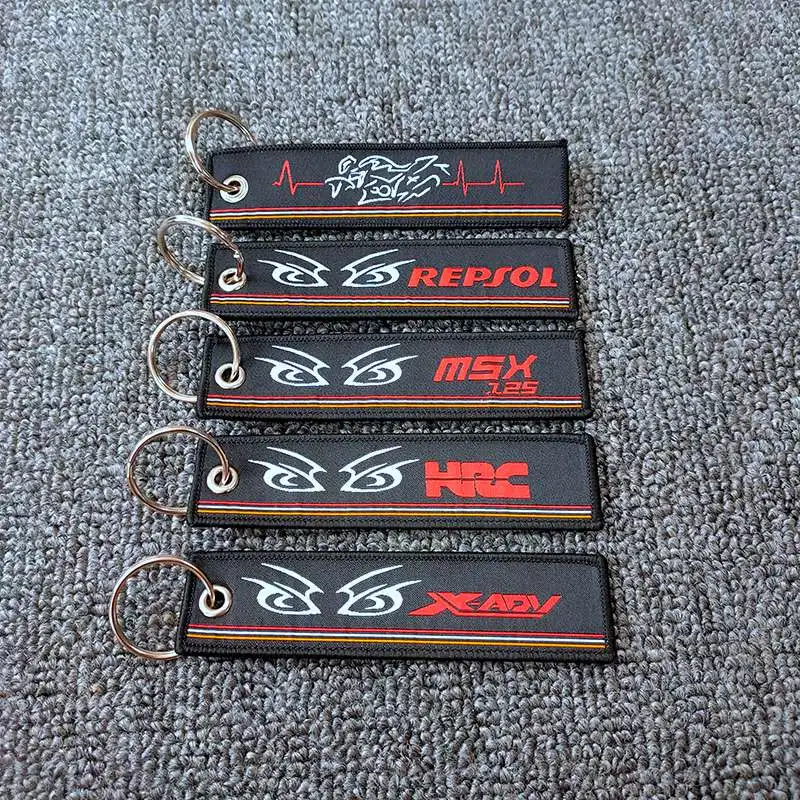 REPSOL
MSX
125
HRC
X-ADV